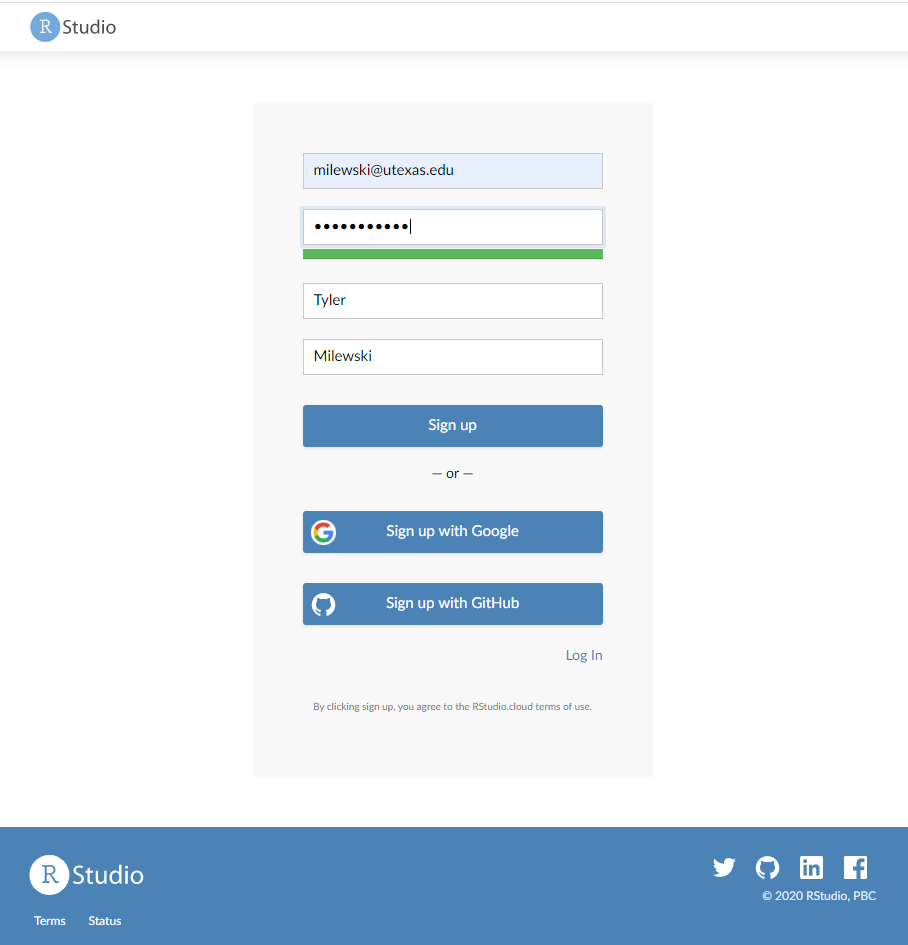 R Studio
milewski@utexas.edu
•••••••••••
Tyler
Milewski
Sign up
— or —
Sign up with Google
Sign up with GitHub
Log In
By clicking sign up, you agree to the RStudio.cloud terms of use.
R Studio
© 2020 RStudio, PBC
Terms Status